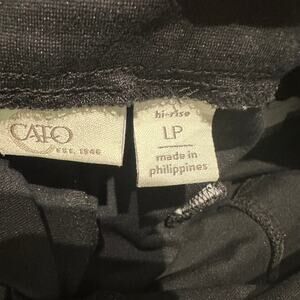 CATO
EST. 1946
hi-rise
LP
made in
philippines